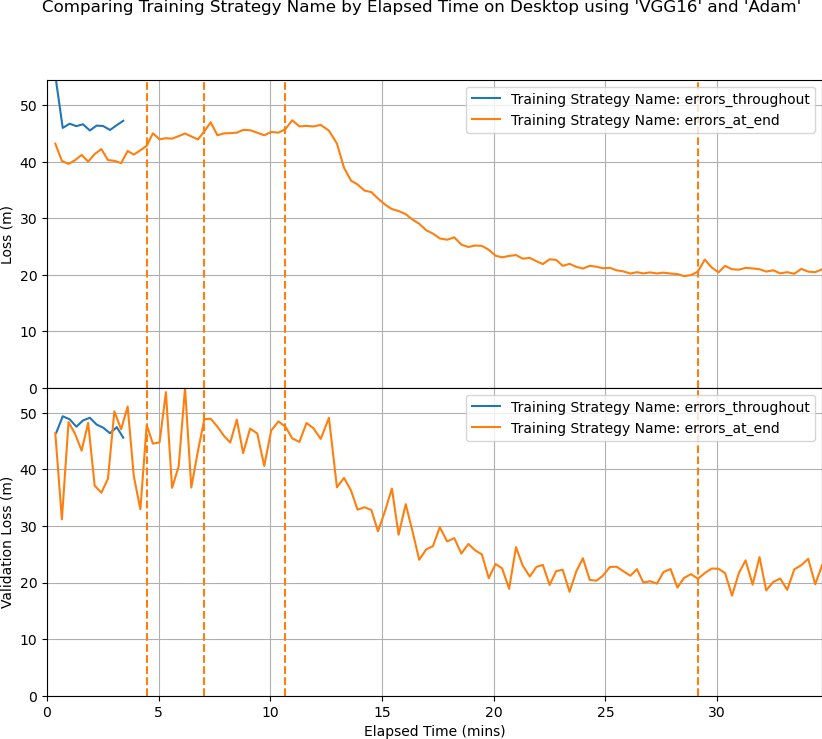 Comparing Training Strategy Name by Elapsed Time on Desktop using 'VGG16' and 'Adam'
Training Strategy Name: errors_throughout
Training Strategy Name: errors_at_end
50
40
30
20
10
0
Loss (m)
Training Strategy Name: errors_throughout
Training Strategy Name: errors_at_end
50
40
30
20
10
0
Validation Loss (m)
0 5 10 15 20 25 30
Elapsed Time (mins)